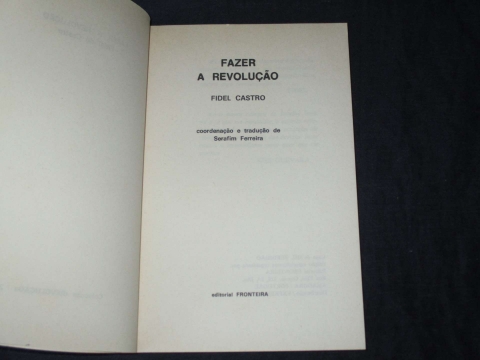 FAZER
A REVOLUÇÃO
FIDEL CASTRO
coordenação e tradução de
Serafim Ferreira
editorial FRONTEIRA